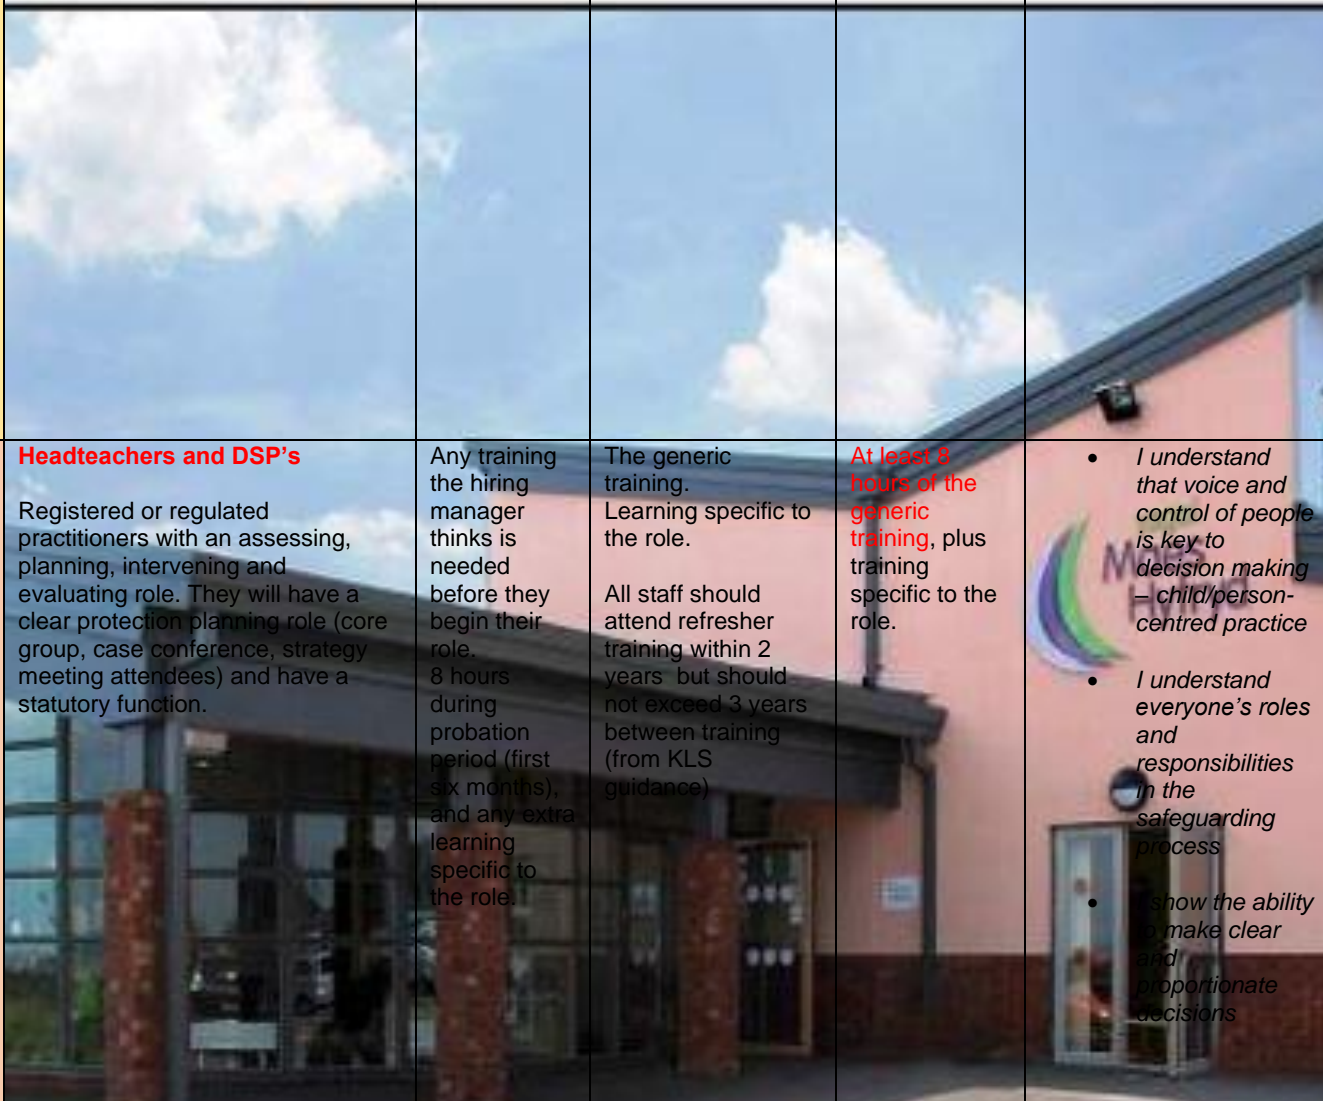 Headteachers and DSP's
Registered or regulated
practitioners with an assessing,
planning, intervening and
evaluating role. They will have a
clear protection planning role (core
group, case conference, strategy
meeting attendees) and have a
statutory function.
Any training
the hiring
manager
thinks is
needed
before they
begin their
role.
8 hours
during
probation
period (first
six months),
and any extra
learning
specific to
the role.
The generic
training.
Learning specific to
the role.
All staff should
attend refresher
training within 2
years but should
not exceed 3 years
between training
(from KLS
guidance)
At least 8
hours of the
generic
training, plus
training
specific to the
role.
• I understand
that voice and
control of people
is key to
decision making
– child/person-
centred practice
• I understand
everyone’s roles
and
responsibilities
in the
safeguarding
process
• I show the ability
to make clear
and
proportionate
decisions
Maes
Hyfryd